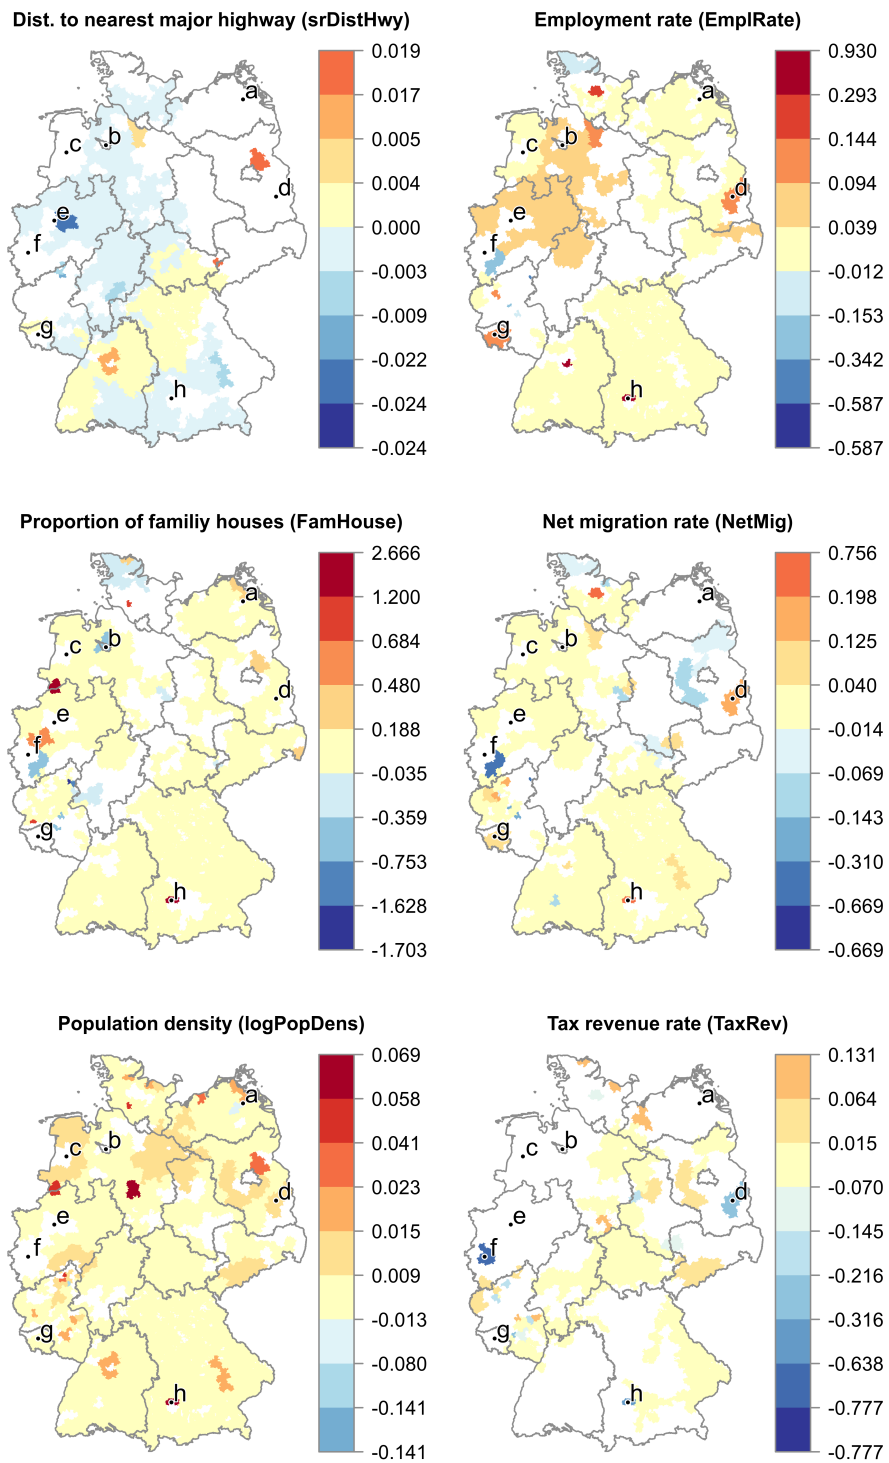 Dist. to nearest major highway (srDistHwy)
0.019
0.017
0.005
0.004
0.000
-0.003
-0.009
-0.022
-0.024
-0.024
a
b
c
d
e
f
g
h
Employment rate (EmplRate)
0.930
0.293
0.144
0.094
0.039
-0.012
-0.153
-0.342
-0.587
-0.587
a
b
c
d
e
f
g
h
Proportion of familiy houses (FamHouse)
2.666
1.200
0.684
0.480
0.188
-0.035
-0.359
-0.753
-1.628
-1.703
a
b
c
d
e
f
g
h
Net migration rate (NetMig)
0.756
0.198
0.125
0.040
-0.014
-0.069
-0.143
-0.310
-0.669
-0.669
a
b
c
d
e
f
g
h
Population density (logPopDens)
0.069
0.058
0.041
0.023
0.015
0.009
-0.013
-0.080
-0.141
-0.141
a
b
c
d
e
f
g
h
Tax revenue rate (TaxRev)
0.131
0.064
0.015
-0.070
-0.145
-0.216
-0.316
-0.638
-0.777
-0.777
a
b
c
d
e
f
g
h